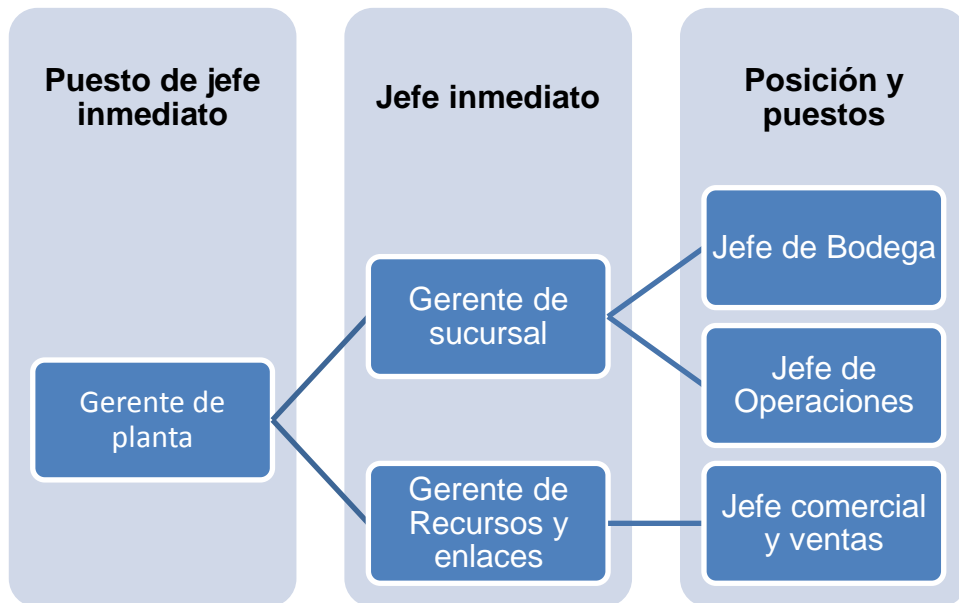 Puesto de jefe
inmediato
Jefe inmediato
Posición y
puestos
Gerente de
planta
Gerente de
sucursal
Gerente de
Recursos y
enlaces
Jefe de Bodega
Jefe de
Operaciones
Jefe comercial
y ventas